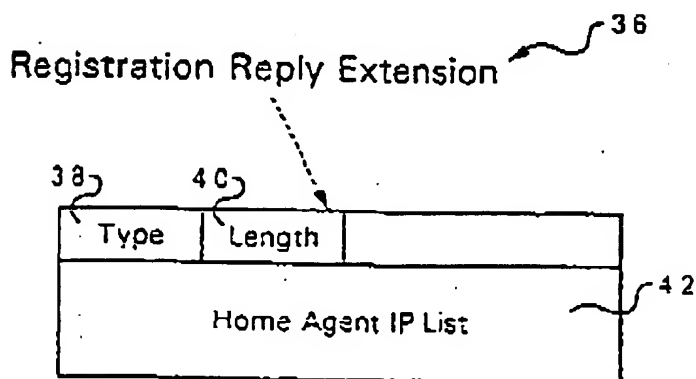 36
Registration Reply Extension
38 40
Type Length
42
Home Agent IP List